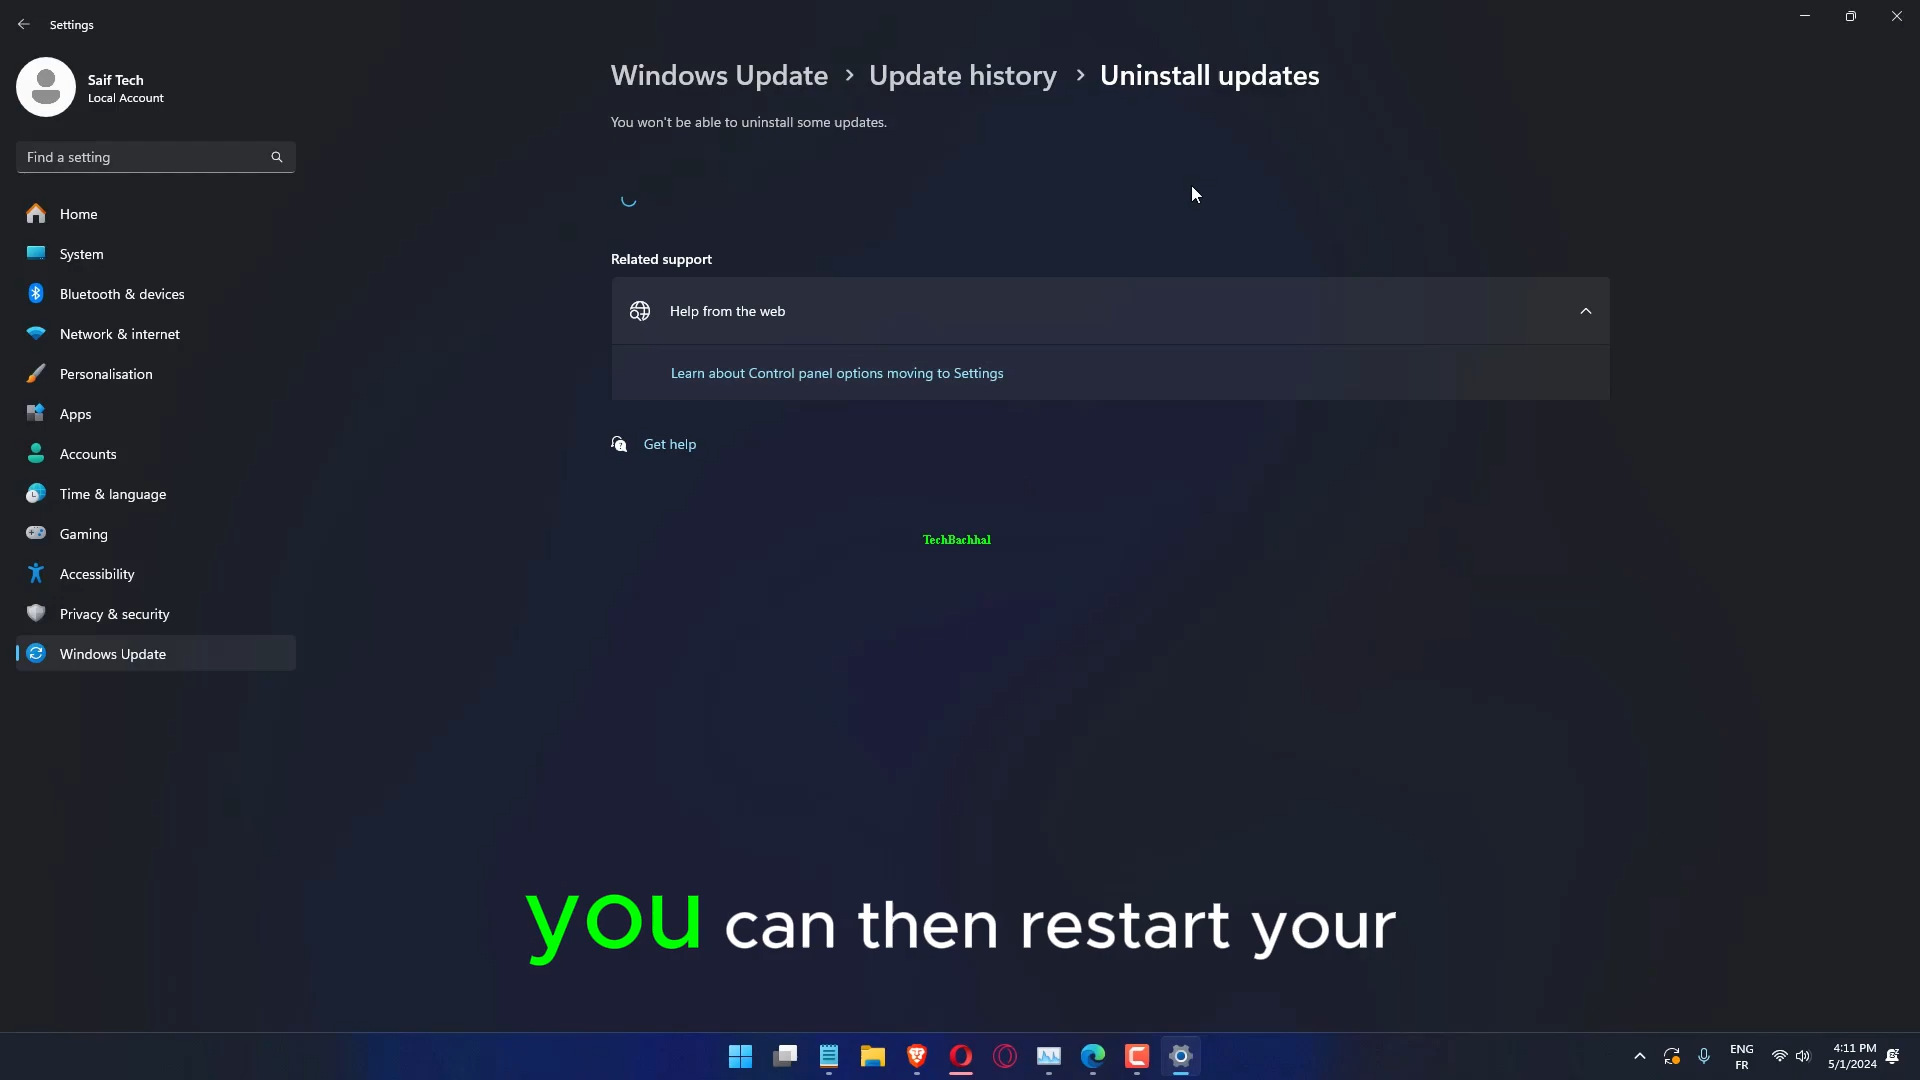 Settings
Saif Tech
Local Account
Find a setting
Home
System
Bluetooth & devices
Network & internet
Personalisation
Apps
Accounts
Time & language
Gaming
Accessibility
Privacy & security
Windows Update
Windows Update > Update history > Uninstall updates
You won't be able to uninstall some updates.
Related support
Help from the web
Learn about Control panel options moving to Settings
Get help
TechBachhal
you can then restart your
ENG
FR
4:11 PM
5/1/2024